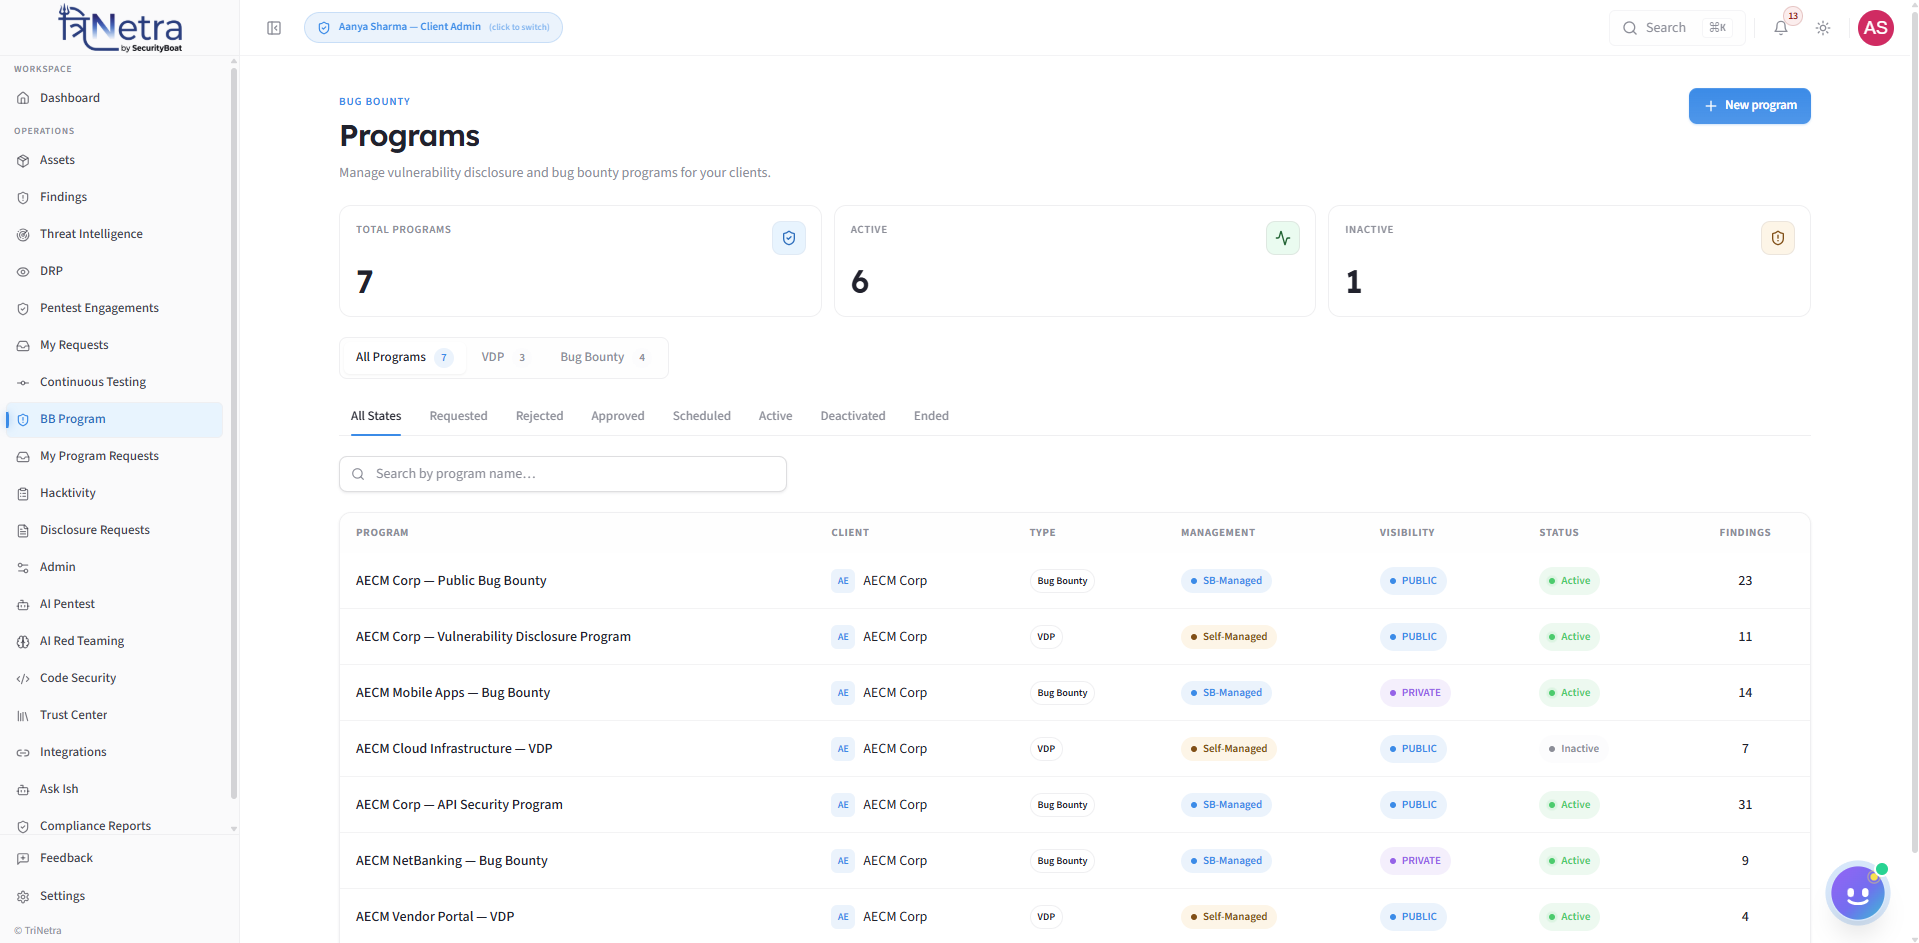 त्रिNetra
by SecurityBoat
WORKSPACE
Dashboard
OPERATIONS
Assets
Findings
Threat Intelligence
DRP
Pentest Engagements
My Requests
Continuous Testing
BB Program
My Program Requests
Hacktivity
Disclosure Requests
Admin
AI Pentest
AI Red Teaming
Code Security
Trust Center
Integrations
Ask Ish
Compliance Reports
Feedback
Settings
© TriNetra
Aanya Sharma — Client Admin (click to switch)
Search ⌘K
13
AS
BUG BOUNTY
Programs
Manage vulnerability disclosure and bug bounty programs for your clients.
New program
TOTAL PROGRAMS
7
ACTIVE
6
INACTIVE
1
All Programs 7 VDP 3 Bug Bounty 4
All States Requested Rejected Approved Scheduled Active Deactivated Ended
Search by program name...
PROGRAM CLIENT TYPE MANAGEMENT VISIBILITY STATUS FINDINGS
AECM Corp — Public Bug Bounty AE AECM Corp Bug Bounty SB-Managed PUBLIC Active 23
AECM Corp — Vulnerability Disclosure Program AE AECM Corp VDP Self-Managed PUBLIC Active 11
AECM Mobile Apps — Bug Bounty AE AECM Corp Bug Bounty SB-Managed PRIVATE Active 14
AECM Cloud Infrastructure — VDP AE AECM Corp VDP Self-Managed PUBLIC Inactive 7
AECM Corp — API Security Program AE AECM Corp Bug Bounty SB-Managed PUBLIC Active 31
AECM NetBanking — Bug Bounty AE AECM Corp Bug Bounty SB-Managed PRIVATE Active 9
AECM Vendor Portal — VDP AE AECM Corp VDP Self-Managed PUBLIC Active 4